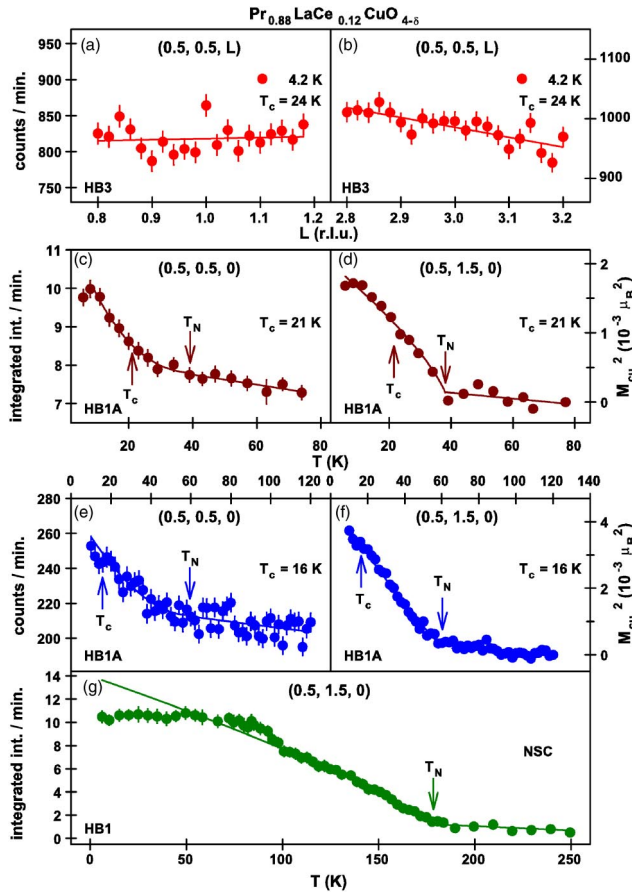 Pr0.88LaCe0.12CuO4-δ
950
900
850
800
750
counts / min.
(a)
(0.5, 0.5, L)
4.2 K
Tc = 24 K
HB3
0.8 0.9 1.0 1.1 1.2
(b)
(0.5, 0.5, L)
4.2 K
Tc = 24 K
HB3
2.8 2.9 3.0 3.1 3.2
1100
1000
900
L (r.l.u.)
11
10
9
8
7
integrated int. / min.
(c)
(0.5, 0.5, 0)
Tc = 21 K
TN
Tc
HB1A
0 20 40 60 80
(d)
(0.5, 1.5, 0)
Tc = 21 K
TN
Tc
HB1A
20 40 60 80
2
1
0
MCu2 (10-3 μB2)
T (K)
0 20 40 60 80 100 120
280
260
240
220
200
counts / min.
(e)
(0.5, 0.5, 0)
Tc = 16 K
TN
Tc
HB1A
0 20 40 60 80 100 120 140
(f)
(0.5, 1.5, 0)
Tc = 16 K
TN
Tc
HB1A
4
2
0
MCu2 (10-3 μB2)
14
12
10
8
6
4
2
0
integrated int. / min.
(g)
(0.5, 1.5, 0)
NSC
TN
HB1
0 50 100 150 200 250
T (K)